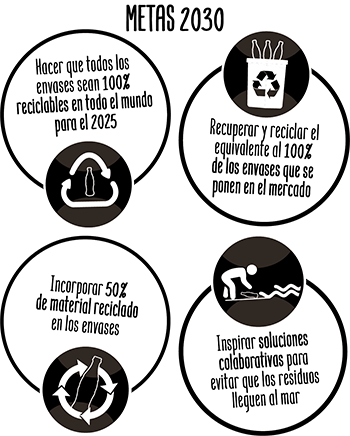 METAS 2030
Hacer que todos los
envases sean 100%
reciclables en todo el mundo
para el 2025
Recuperar y reciclar el
equivalente al 100%
de los envases que se
ponen en el mercado
Incorporar 50%
de material reciclado
en los envases
Inspirar soluciones
colaborativas para
evitar que los residuos
lleguen al mar